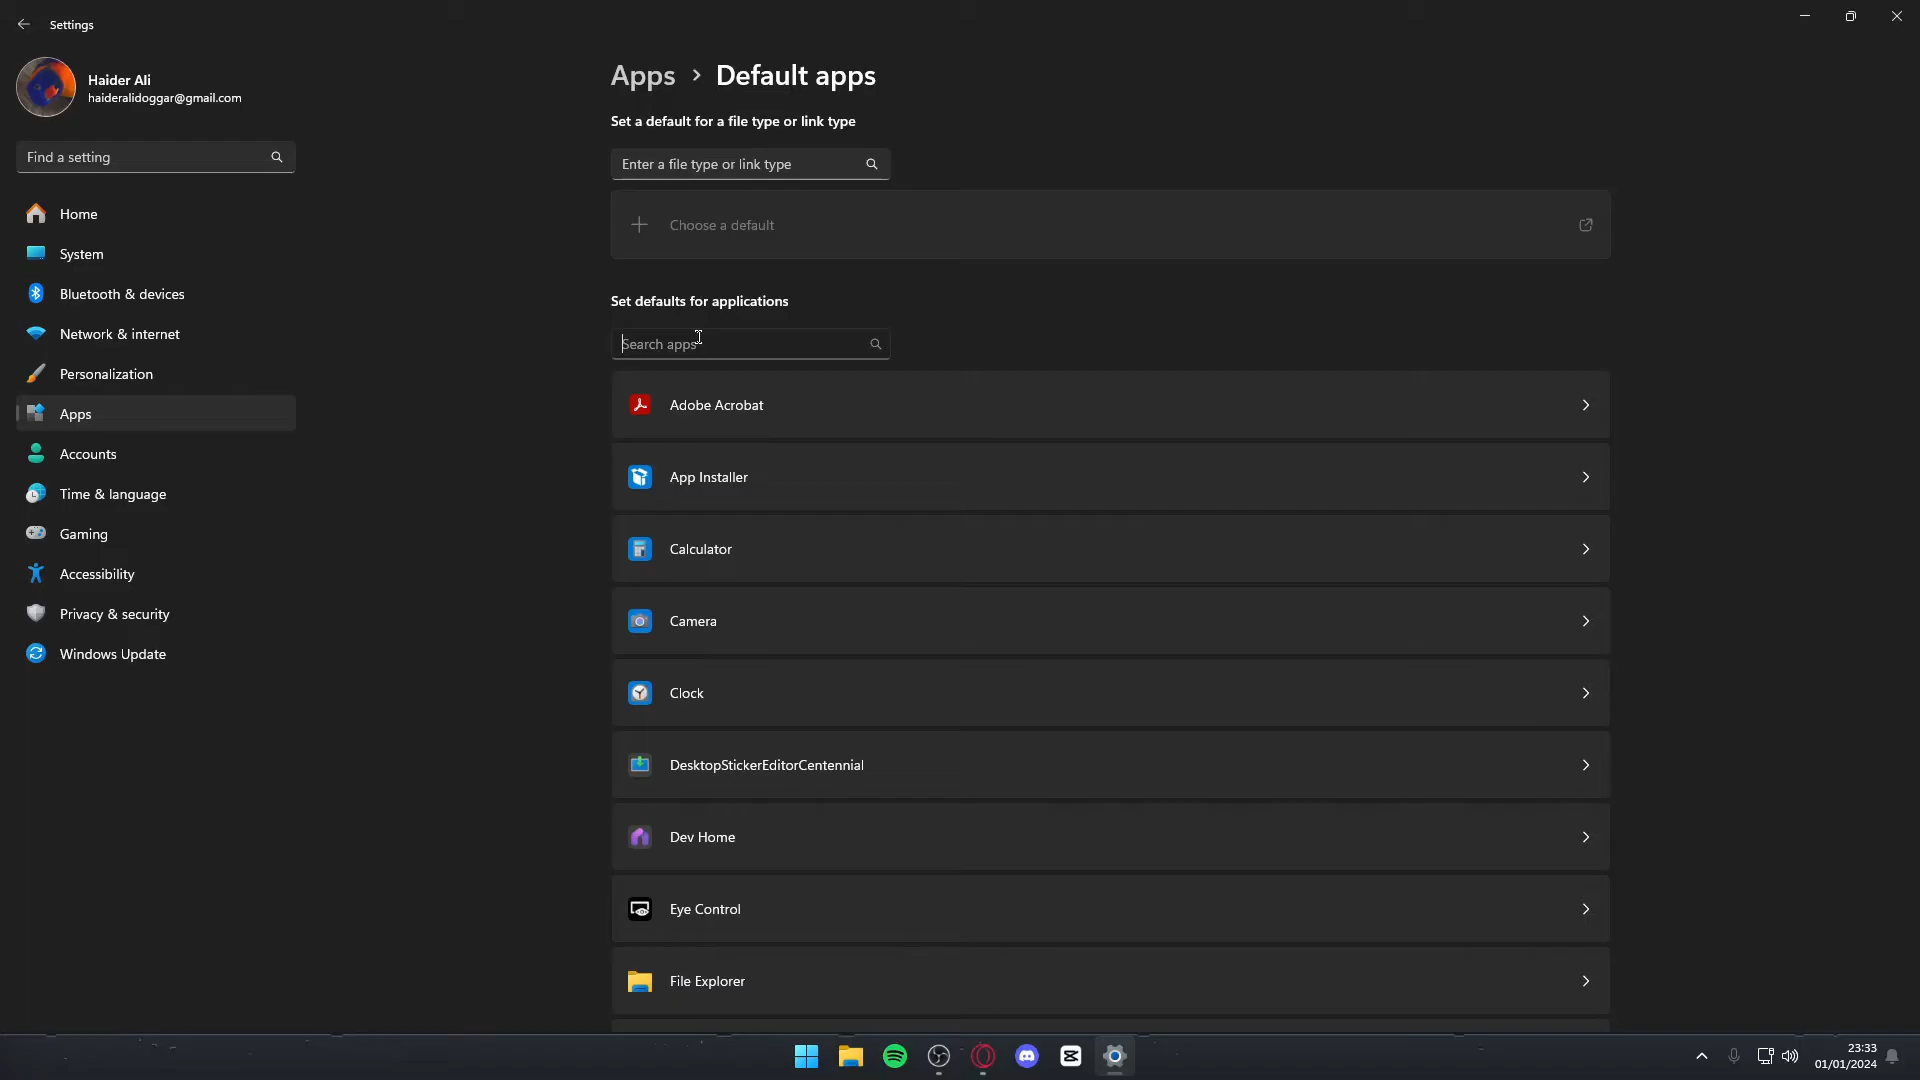 Settings
Haider Ali
haideralidoggar@gmail.com
Find a setting
Home
System
Bluetooth & devices
Network & internet
Personalization
Apps
Accounts
Time & language
Gaming
Accessibility
Privacy & security
Windows Update
Apps > Default apps
Set a default for a file type or link type
Enter a file type or link type
Choose a default
Set defaults for applications
Search apps
Adobe Acrobat
App Installer
Calculator
Camera
Clock
DesktopStickerEditorCentennial
Dev Home
Eye Control
File Explorer
23:33
01/01/2024